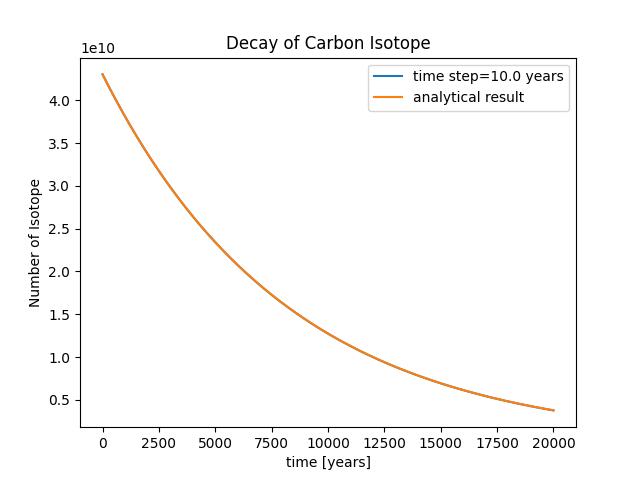 Decay of Carbon Isotope
1e10
time step=10.0 years
analytical result
4.0
3.5
3.0
2.5
2.0
1.5
1.0
0.5
Number of Isotope
0 2500 5000 7500 10000 12500 15000 17500 20000
time [years]